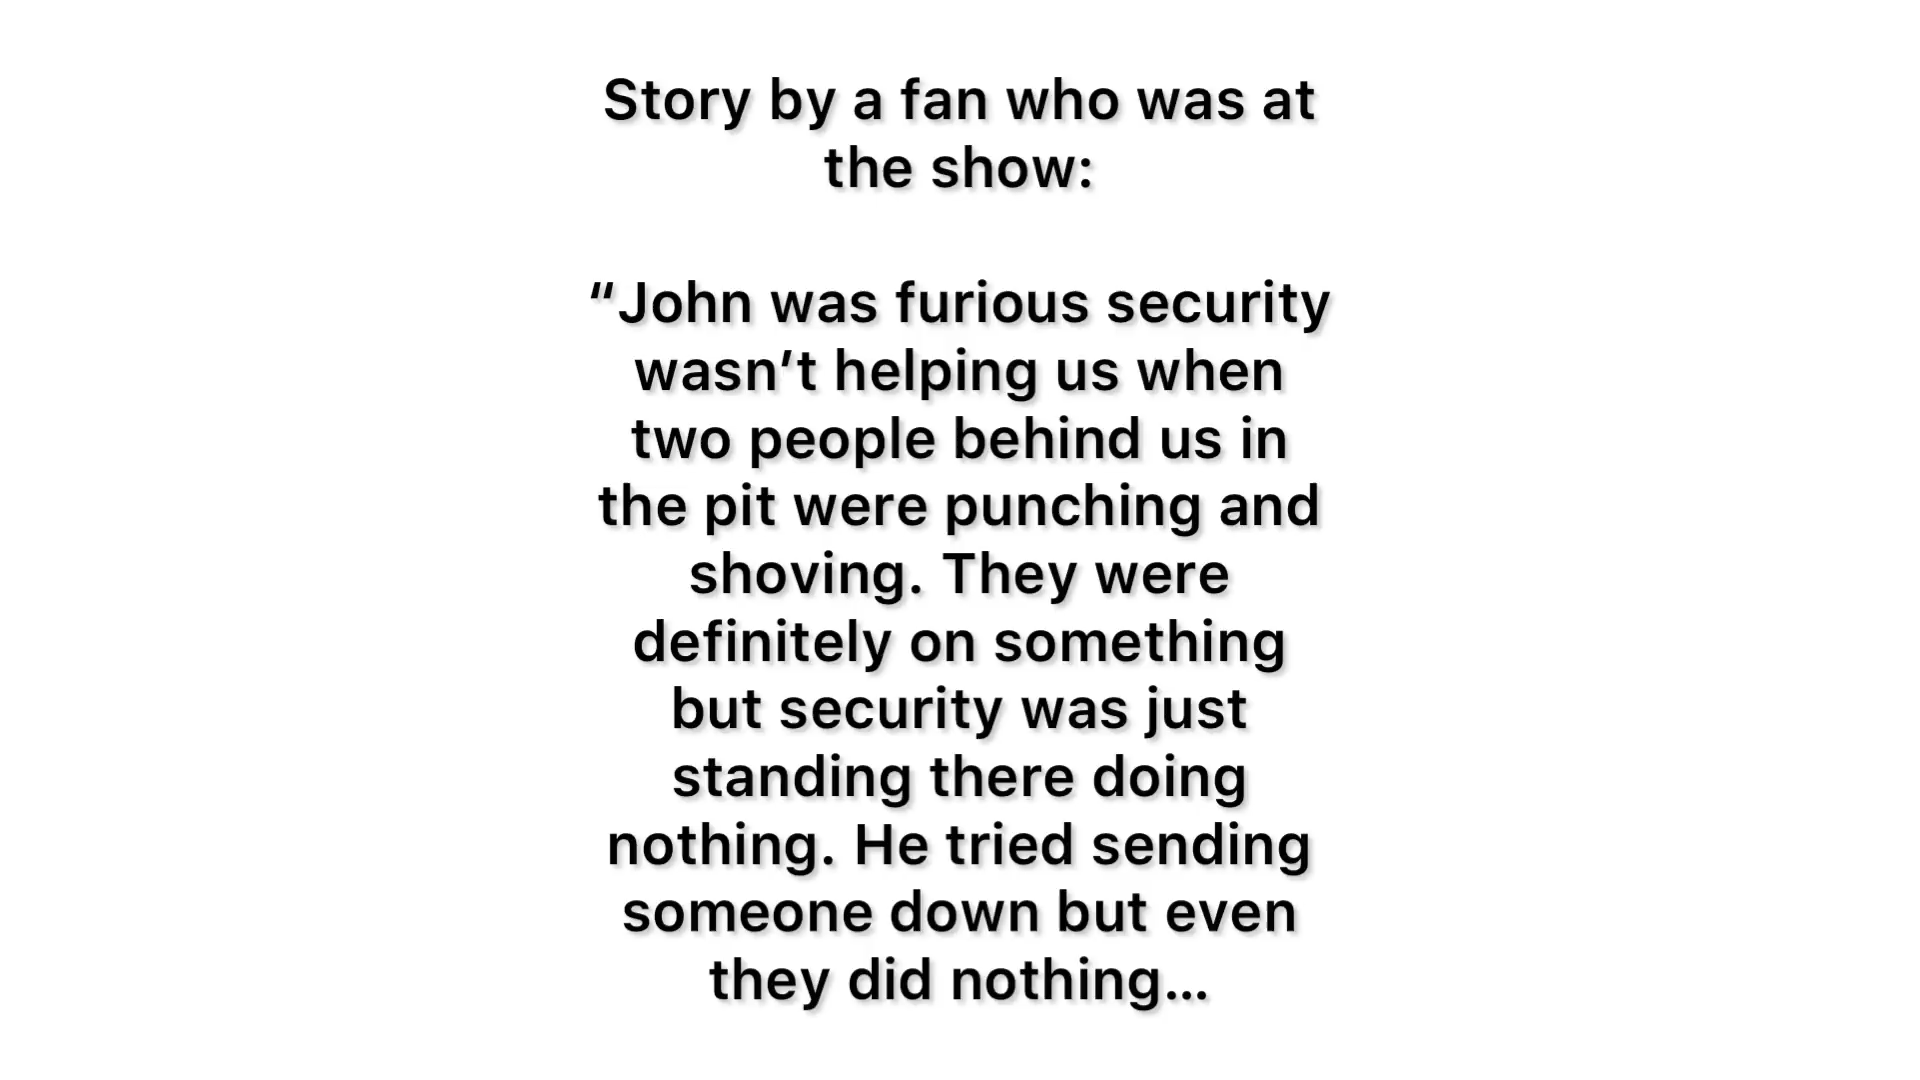 Story by a fan who was at
the show:
“John was furious security
wasn’t helping us when
two people behind us in
the pit were punching and
shoving. They were
definitely on something
but security was just
standing there doing
nothing. He tried sending
someone down but even
they did nothing...